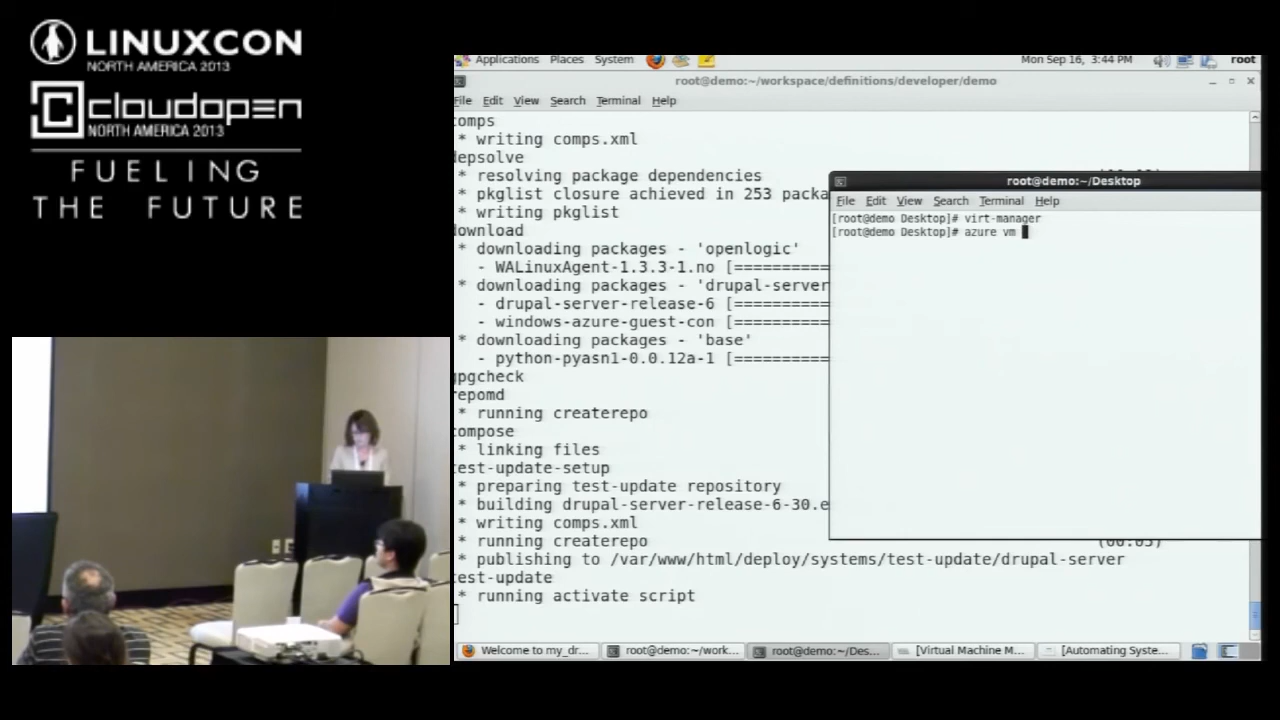 LINUXCON
NORTH AMERICA 2013
cloudopen
NORTH AMERICA 2013
FUELING
THE FUTURE
Applications Places System
Mon Sep 16, 3:44 PM
root
root@demo:~/workspace/definitions/developer/demo
File Edit View Search Terminal Help
comps
* writing comps.xml
depsolve
* resolving package dependencies
* pkglist closure achieved in 253 packa
* writing pkglist
download
* downloading packages - 'openlogic'
- WALinuxAgent-1.3.3-1.no [==========
* downloading packages - 'drupal-server
- drupal-server-release-6 [==========
- windows-azure-guest-con [==========
* downloading packages - 'base'
- python-pyasn1-0.0.12a-1 [==========
gpgcheck
repomd
* running createrepo
compose
* linking files
test-update-setup
* preparing test-update repository
* building drupal-server-release-6-30.e
* writing comps.xml
* running createrepo
* publishing to /var/www/html/deploy/systems/test-update/drupal-server
test-update
* running activate script
root@demo:~/Desktop
File Edit View Search Terminal Help
[root@demo Desktop]# virt-manager
[root@demo Desktop]# azure vm
Welcome to my_dr...
root@demo:~/work...
root@demo:~/Des...
[Virtual Machine M...
[Automating Syste...